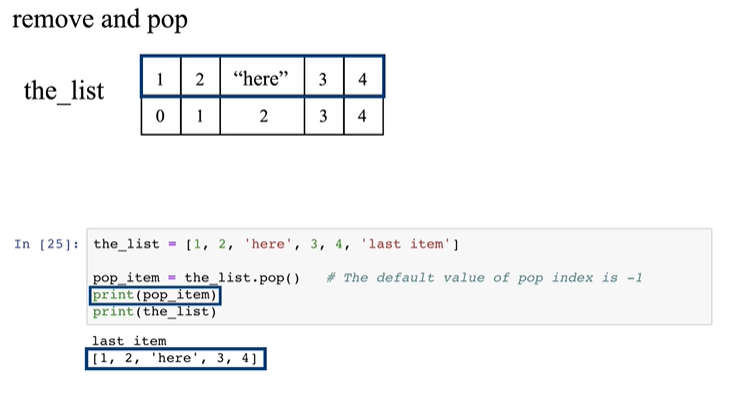 remove and pop
the_list
1 2 “here” 3 4
0 1 2 3 4
In [25]: the_list = [1, 2, 'here', 3, 4, 'last item']
pop_item = the_list.pop() # The default value of pop index is -1
print(pop_item)
print(the_list)
last item
[1, 2, 'here', 3, 4]